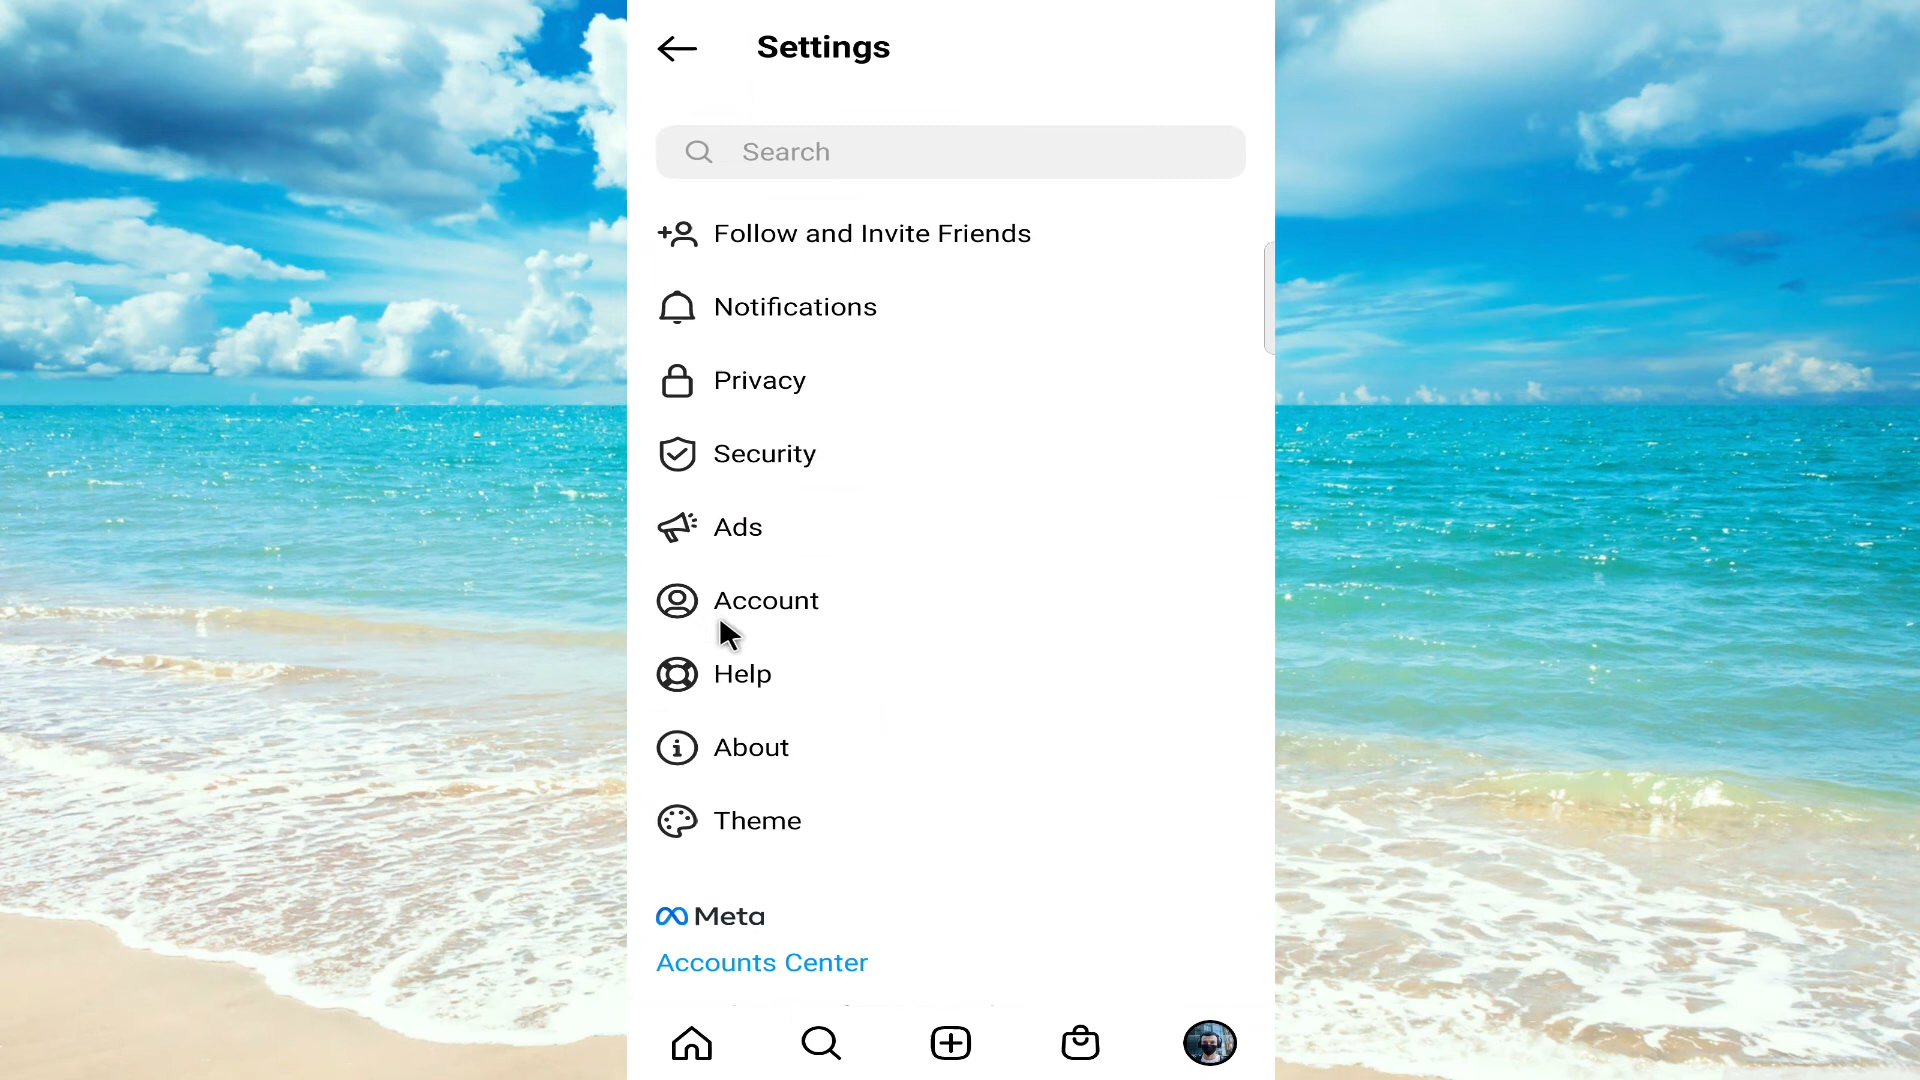 Settings
Search
Follow and Invite Friends
Notifications
Privacy
Security
Ads
Account
Help
About
Theme
Meta
Accounts Center